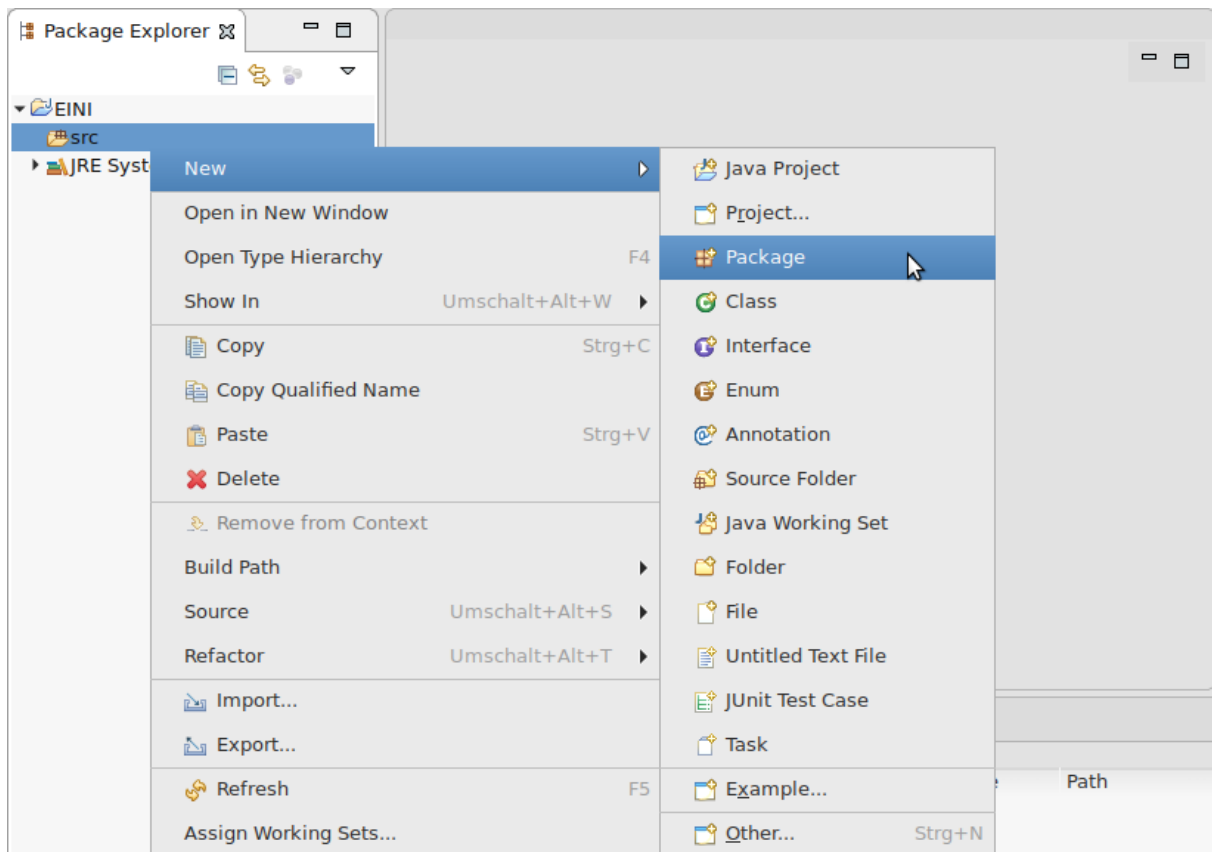 Package Explorer
EINI
src
JRE Syst
New
Open in New Window
Open Type Hierarchy F4
Show In Umschalt+Alt+W
Copy Strg+C
Copy Qualified Name
Paste Strg+V
Delete
Remove from Context
Build Path
Source Umschalt+Alt+S
Refactor Umschalt+Alt+T
Import...
Export...
Refresh F5
Assign Working Sets...
Java Project
Project...
Package
Class
Interface
Enum
Annotation
Source Folder
Java Working Set
Folder
File
Untitled Text File
JUnit Test Case
Task
Example...
Other... Strg+N
Path